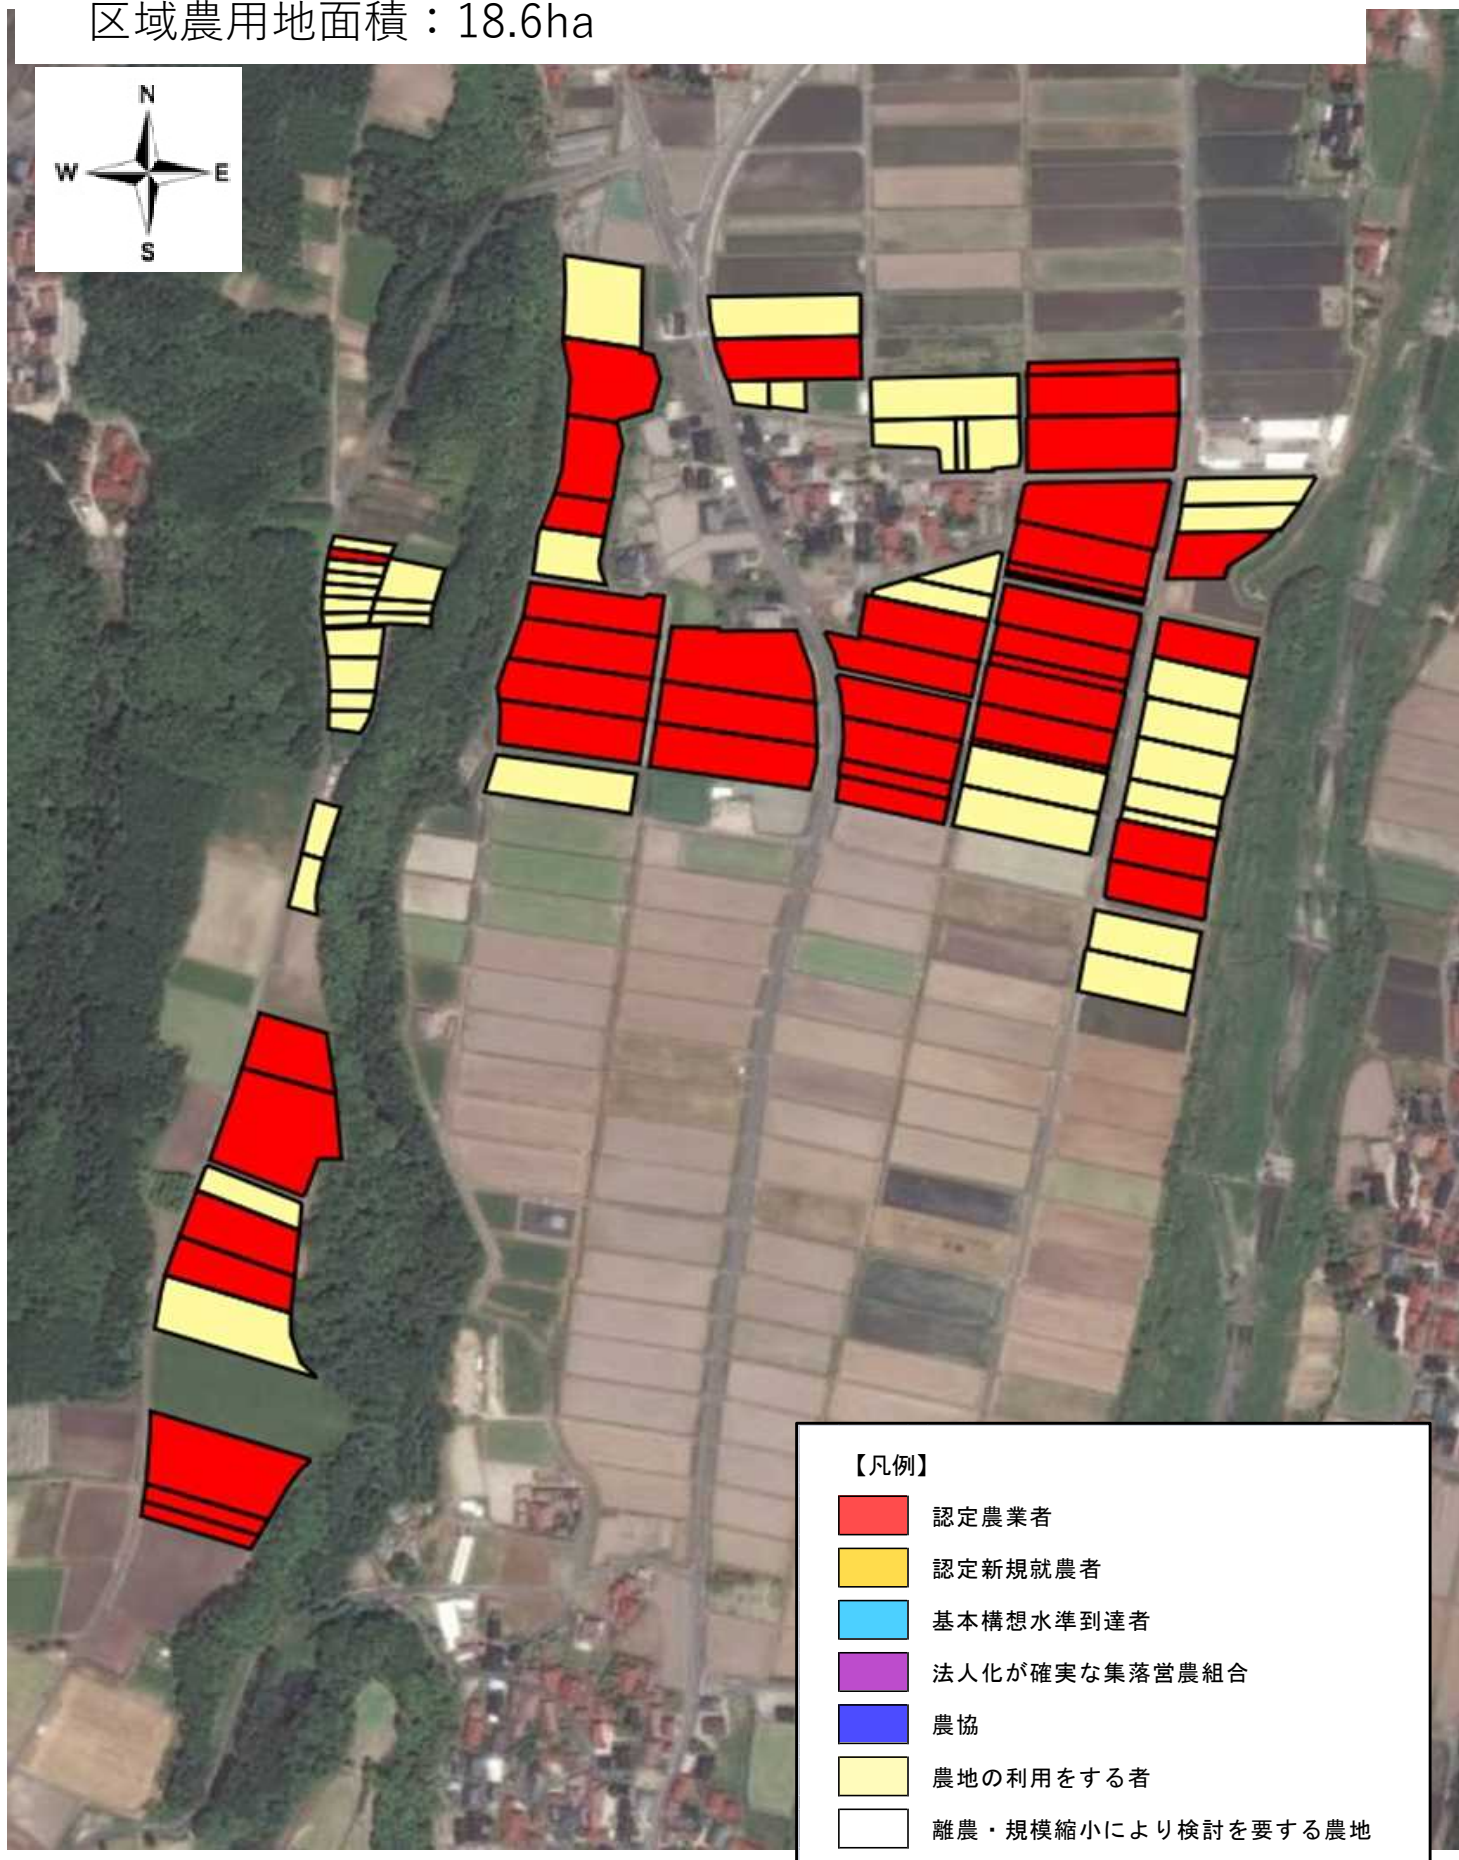 区域農用地面積：18.6ha
N
W E
S
【凡例】
認定農業者
認定新規就農者
基本構想水準到達者
法人化が確実な集落営農組合
農協
農地の利用をする者
離農・規模縮小により検討を要する農地